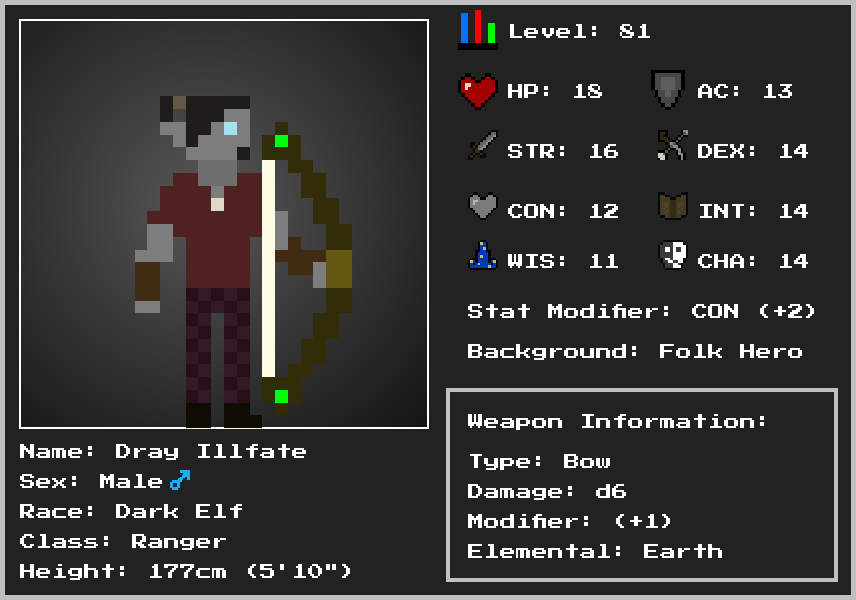 Level: 81
HP: 18
AC: 13
STR: 16
DEX: 14
CON: 12
INT: 14
WIS: 11
CHA: 14
Stat Modifier: CON (+2)
Background: Folk Hero
Name: Dray Illfate
Sex: Male ♂
Race: Dark Elf
Class: Ranger
Height: 177cm (5'10")
Weapon Information:
Type: Bow
Damage: d6
Modifier: (+1)
Elemental: Earth